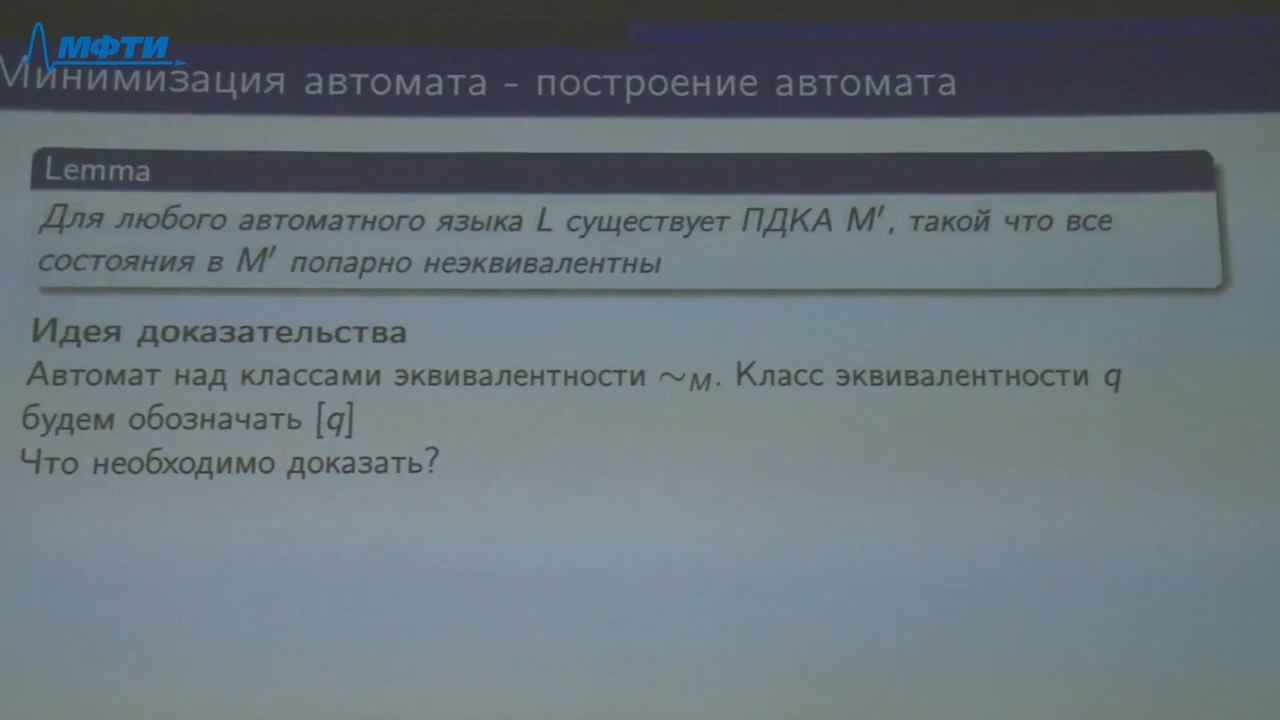 МФТИ
Минимизация автомата - построение автомата
Lemma
Для любого автоматного языка L существует ПДКА M′, такой что все
состояния в M′ попарно неэквивалентны
Идея доказательства
Автомат над классами эквивалентности ∼M. Класс эквивалентности q
будем обозначать [q]
Что необходимо доказать?